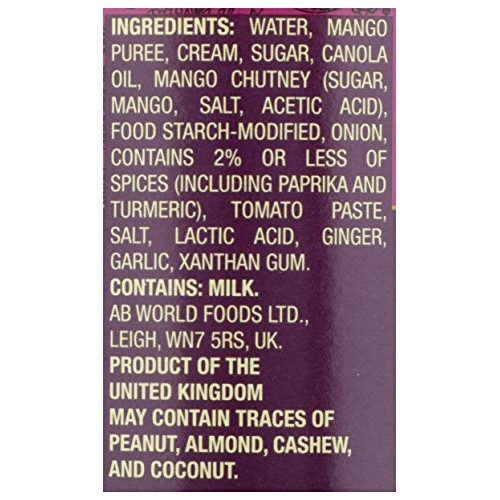 INGREDIENTS: WATER, MANGO
PUREE, CREAM, SUGAR, CANOLA
OIL, MANGO CHUTNEY (SUGAR,
MANGO, SALT, ACETIC ACID),
FOOD STARCH-MODIFIED, ONION,
CONTAINS 2% OR LESS OF
SPICES (INCLUDING PAPRIKA AND
TURMERIC), TOMATO PASTE,
SALT, LACTIC ACID, GINGER,
GARLIC, XANTHAN GUM.
CONTAINS: MILK.
AB WORLD FOODS LTD.,
LEIGH, WN7 5RS, UK.
PRODUCT OF THE
UNITED KINGDOM
MAY CONTAIN TRACES OF
PEANUT, ALMOND, CASHEW,
AND COCONUT.